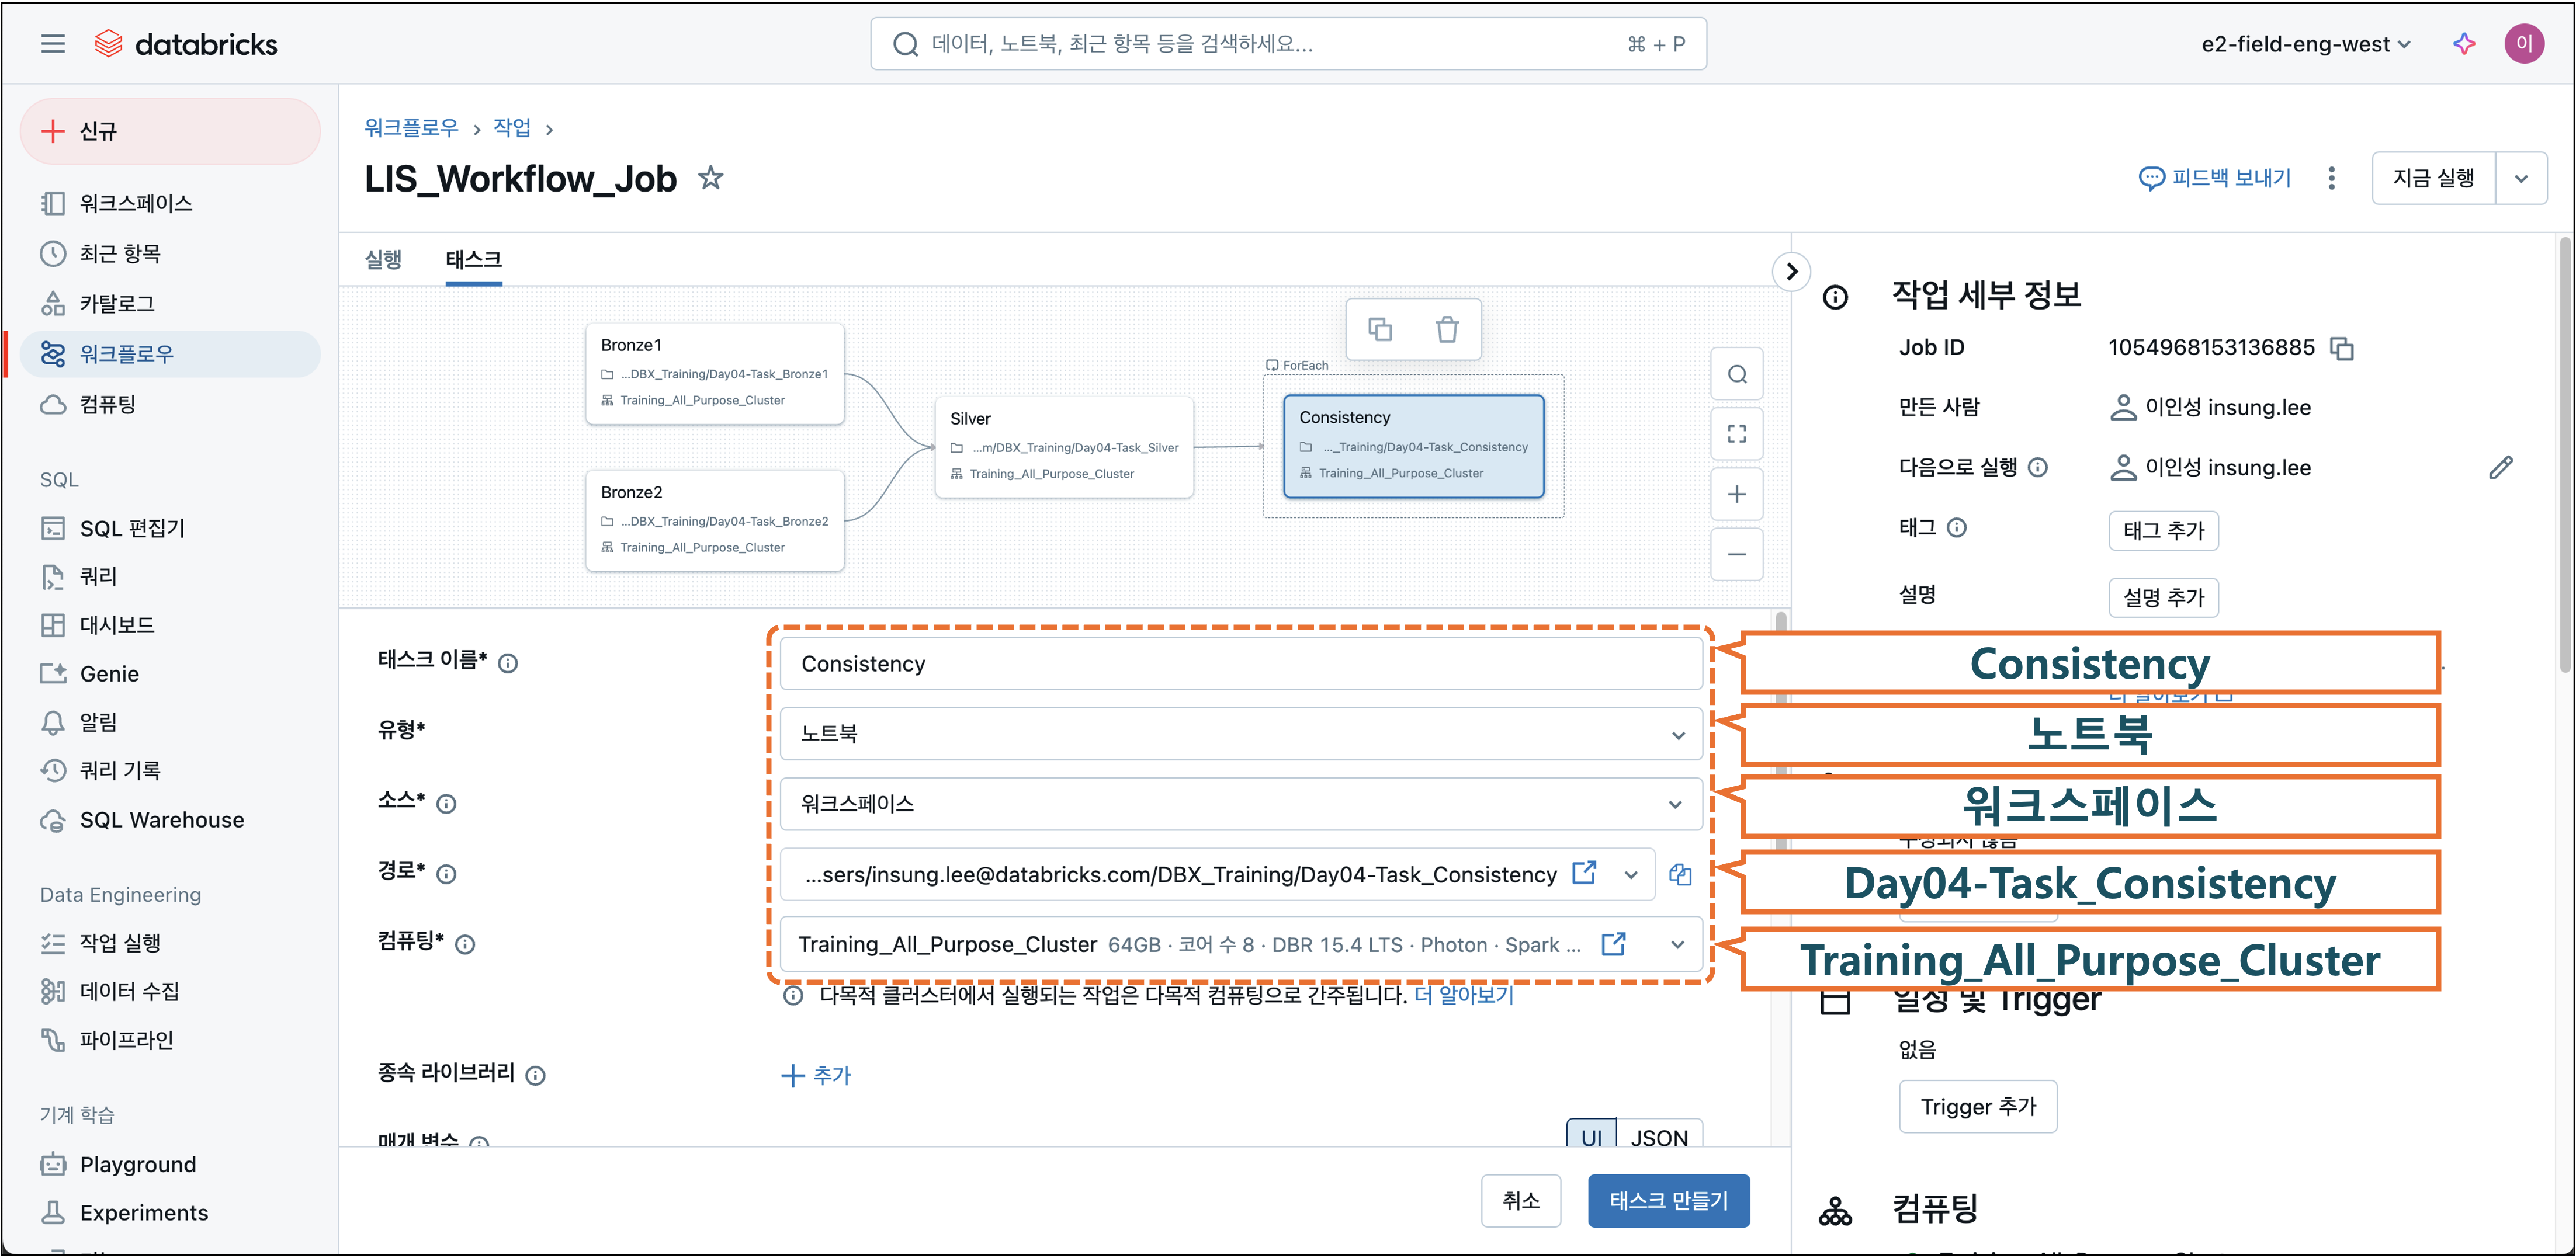 databricks
데이터, 노트북, 최근 항목 등을 검색하세요...
⌘ + P
e2-field-eng-west
이
신규
워크스페이스
최근 항목
카탈로그
워크플로우
컴퓨팅
SQL
SQL 편집기
쿼리
대시보드
Genie
알림
쿼리 기록
SQL Warehouse
Data Engineering
작업 실행
데이터 수집
파이프라인
기계 학습
Playground
Experiments
워크플로우 › 작업 ›
LIS_Workflow_Job
피드백 보내기
지금 실행
실행
태스크
Bronze1
...DBX_Training/Day04-Task_Bronze1
Training_All_Purpose_Cluster
Bronze2
...DBX_Training/Day04-Task_Bronze2
Training_All_Purpose_Cluster
Silver
...m/DBX_Training/Day04-Task_Silver
Training_All_Purpose_Cluster
ForEach
Consistency
..._Training/Day04-Task_Consistency
Training_All_Purpose_Cluster
태스크 이름*
Consistency
유형*
노트북
소스*
워크스페이스
경로*
...sers/insung.lee@databricks.com/DBX_Training/Day04-Task_Consistency
컴퓨팅*
Training_All_Purpose_Cluster 64GB · 코어 수 8 · DBR 15.4 LTS · Photon · Spark ...
다목적 클러스터에서 실행되는 작업은 다목적 컴퓨팅으로 간주됩니다. 더 알아보기
종속 라이브러리
추가
매개 변수
UI
JSON
취소
태스크 만들기
작업 세부 정보
Job ID
1054968153136885
만든 사람
이인성 insung.lee
다음으로 실행
이인성 insung.lee
태그
태그 추가
설명
설명 추가
Consistency
더 알아보기
노트북
워크스페이스
Day04-Task_Consistency
Training_All_Purpose_Cluster
일정 및 Trigger
없음
Trigger 추가
컴퓨팅